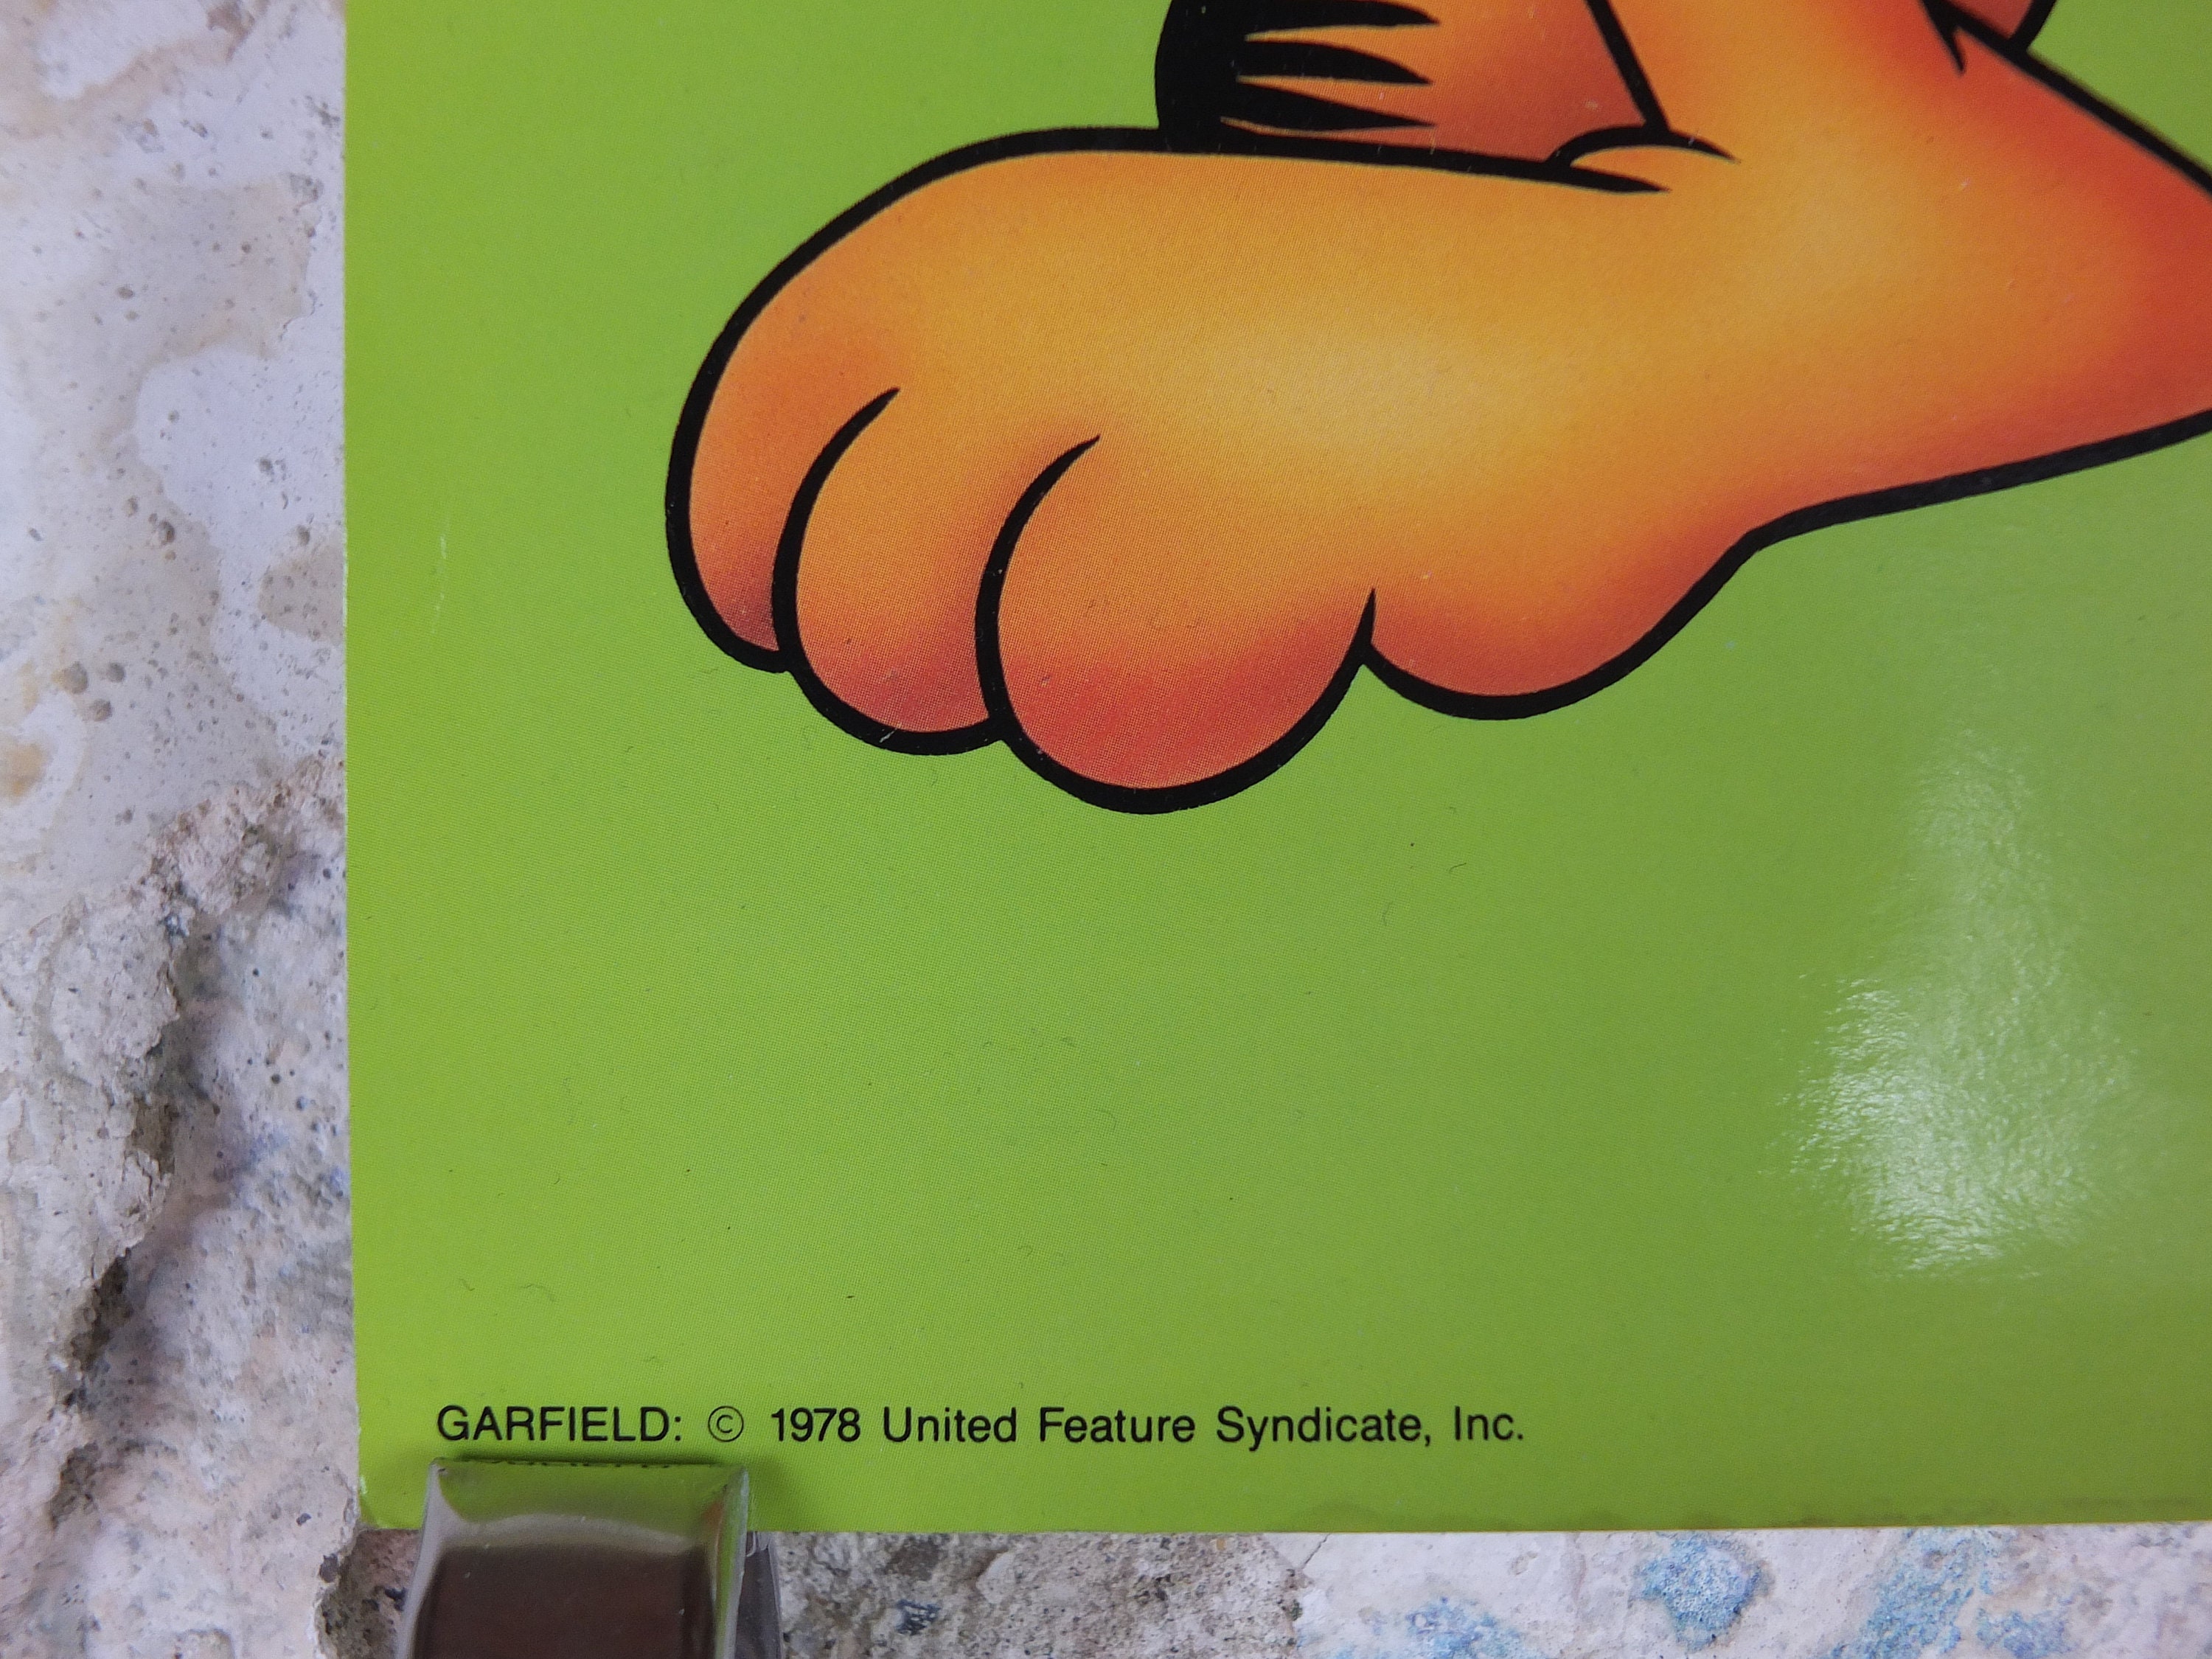 GARFIELD: © 1978 United Feature Syndicate, Inc.